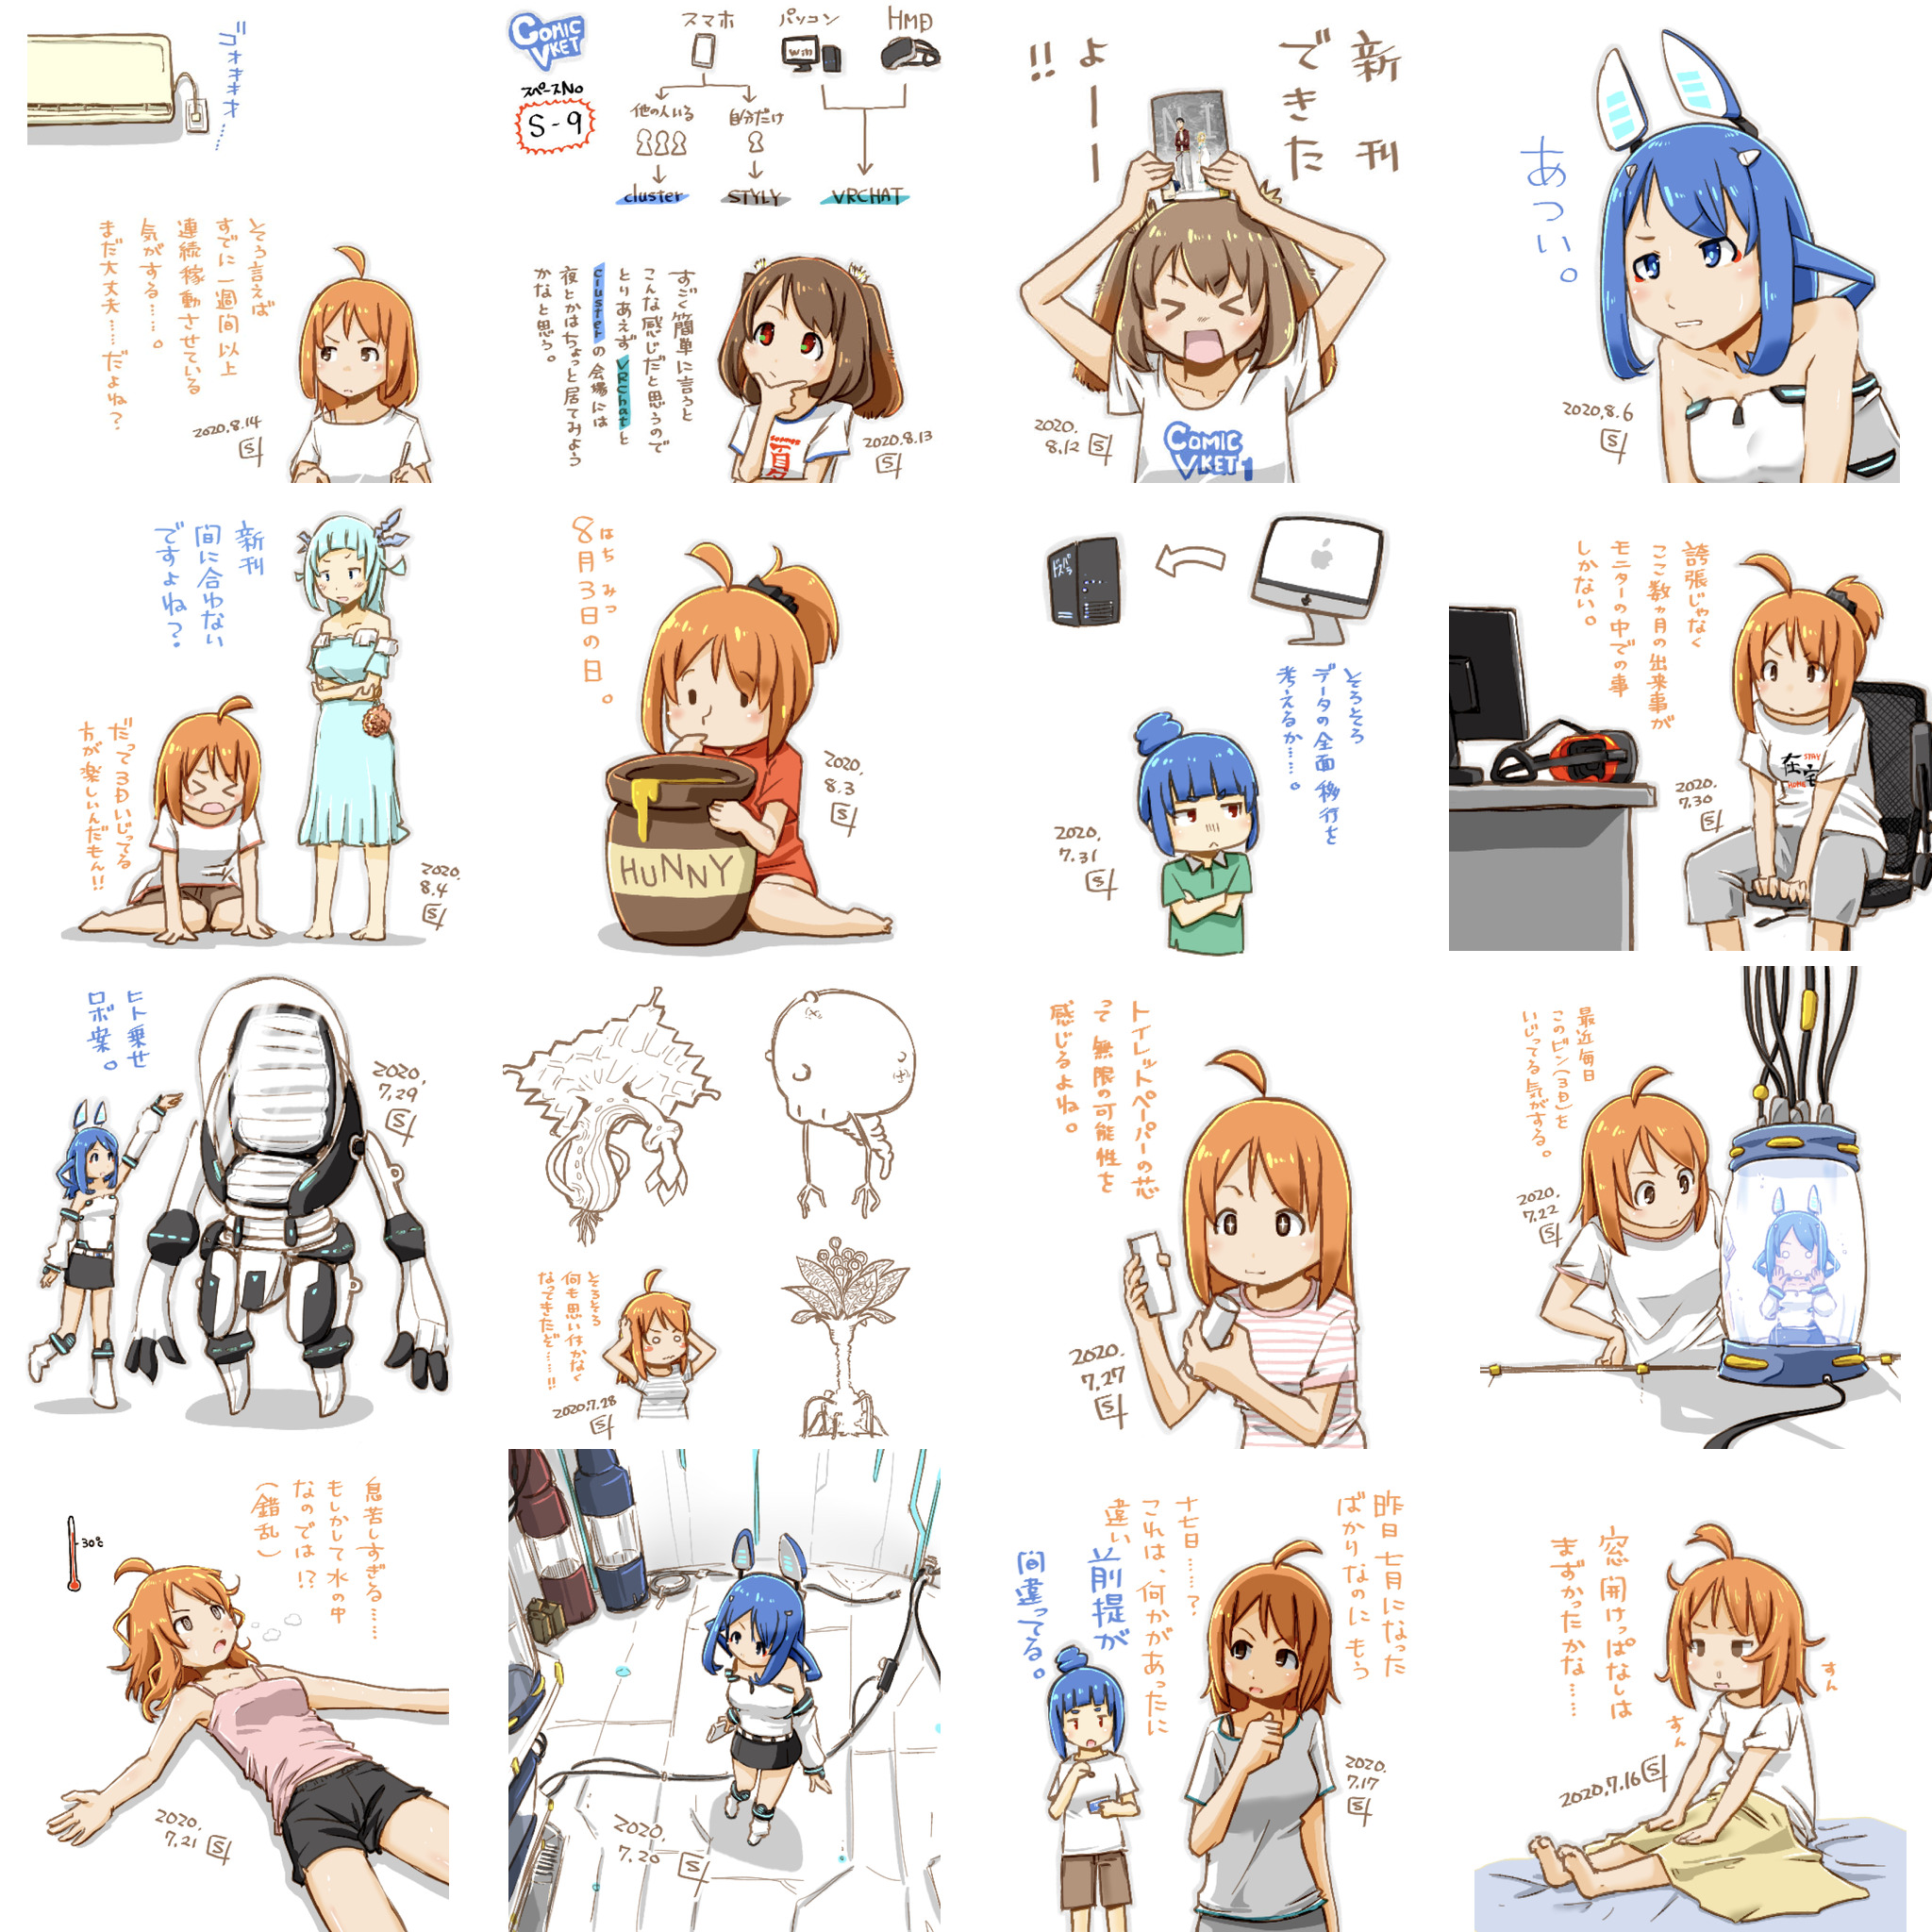 ゴオオオオ……
そう言えば
すでに一週間以上
連続稼動させている
気がする……。
まだ大丈夫……だよね?
2020.8.14
COMIC
VKET
スペースNo
S-9
スマホ
パソコン
HMD
Win
他の人いる
自分だけ
cluster
STYLY
VRCHAT
すごく簡単に言うと
こんな感じだと思うので
とりあえずVRChatと
clusterの会場には
夜とかはちょっと居てみよう
かなと思う。
2020.8.13
新刊
できた
よーー
!!
COMIC
VKET1
2020.
8.12
あつい。
2020.8.6
新刊
間に合わない
ですよね?
だって3Dいじってる
方が楽しいんだもん!!
2020.
8.4
はち みつ
8月3日の日。
HUNNY
2020.
8.3
ドスパラ
そろそろ
データの全面移行を
考えるか……。
2020.
7.31
誇張じゃなく
ここ数ヵ月の出来事が
モニターの中での事
しかない。
STAY
在宅
HOME
2020.
7.30
ヒト乗せ
ロボ案。
2020.
7.29
そろそろ
何も思い付かなく
なってきたぞ……!!
2020.7.28
トイレットペーパーの芯
って無限の可能性を
感じるよね。
2020.
7.27
最近毎日
このビン(3D)を
いじってる気がする。
2020.
7.22
30℃
息苦しすぎる……
もしかして水の中
なのでは!?
(錯乱)
2020.
7.21
2020.
7.20
昨日七月になった
ばかりなのにもう
十七日……?
これは、何かがあったに
違い
前提が
間違ってる。
2020.
7.17
窓開けっぱなしは
まずかったかな……
すん
すん
2020.7.16